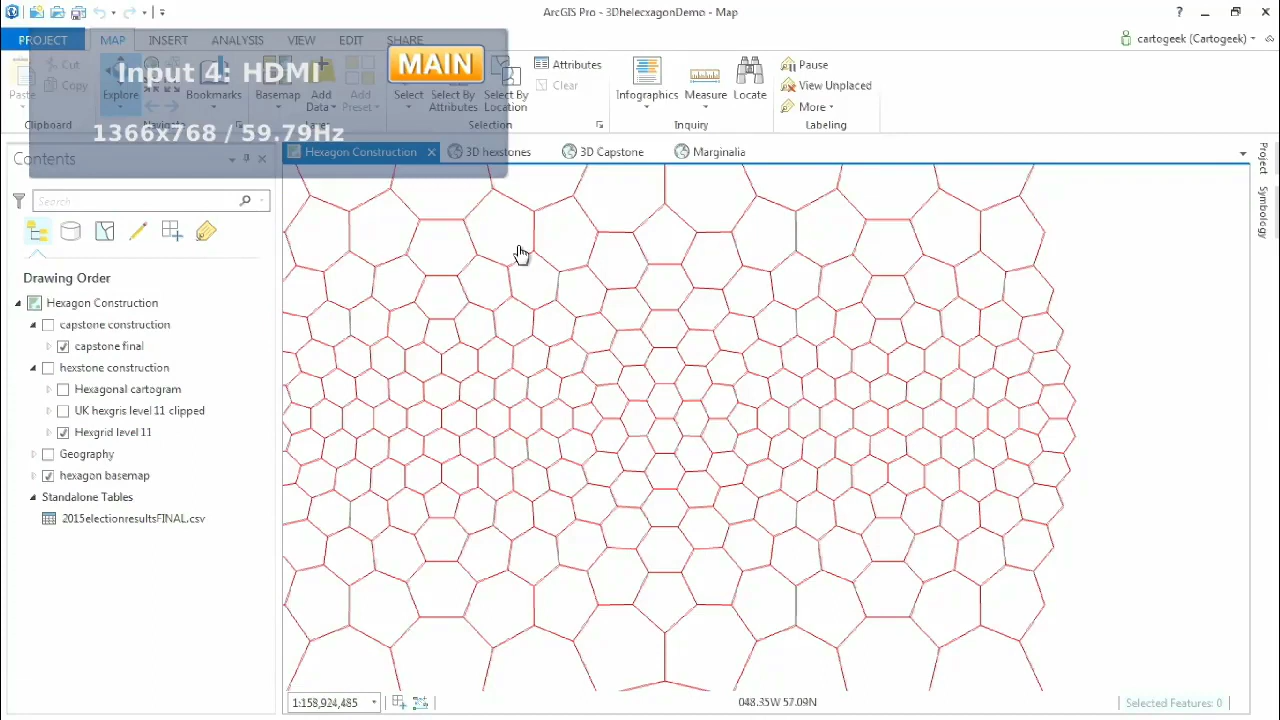 ArcGIS Pro - 3DhelecxagonDemo - Map
?
cartogeek (Cartogeek)
PROJECT MAP INSERT ANALYSIS VIEW EDIT SHARE
Input 4: HDMI
MAIN
1366x768 / 59.79Hz
Paste
Cut
Copy
Clipboard
Explore
Bookmarks
Navigate
Basemap
Add Data
Add Preset
Layer
Select
Select By Attributes
Select By Location
Attributes
Clear
Selection
Infographics
Measure
Locate
Inquiry
Pause
View Unplaced
More
Labeling
Contents
Search
Drawing Order
Hexagon Construction
capstone construction
capstone final
hexstone construction
Hexagonal cartogram
UK hexgris level 11 clipped
Hexgrid level 11
Geography
hexagon basemap
Standalone Tables
2015electionresultsFINAL.csv
Hexagon Construction
3D hexstones
3D Capstone
Marginalia
Project
Symbology
1:158,924,485
048.35W 57.09N
Selected Features: 0